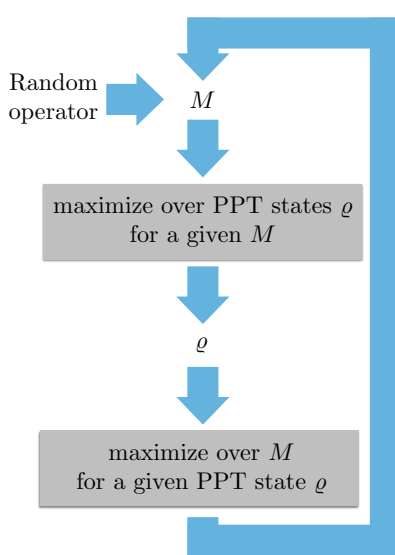 Random
operator
M
maximize over PPT states ϱ
for a given M
ϱ
maximize over M
for a given PPT state ϱ